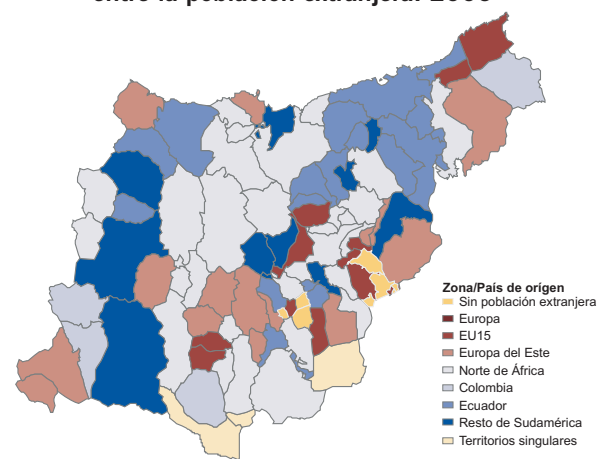 entre la población extranjera. 2008
Zona/País de orígen
Sin población extranjera
Europa
EU15
Europa del Este
Norte de África
Colombia
Ecuador
Resto de Sudamérica
Territorios singulares